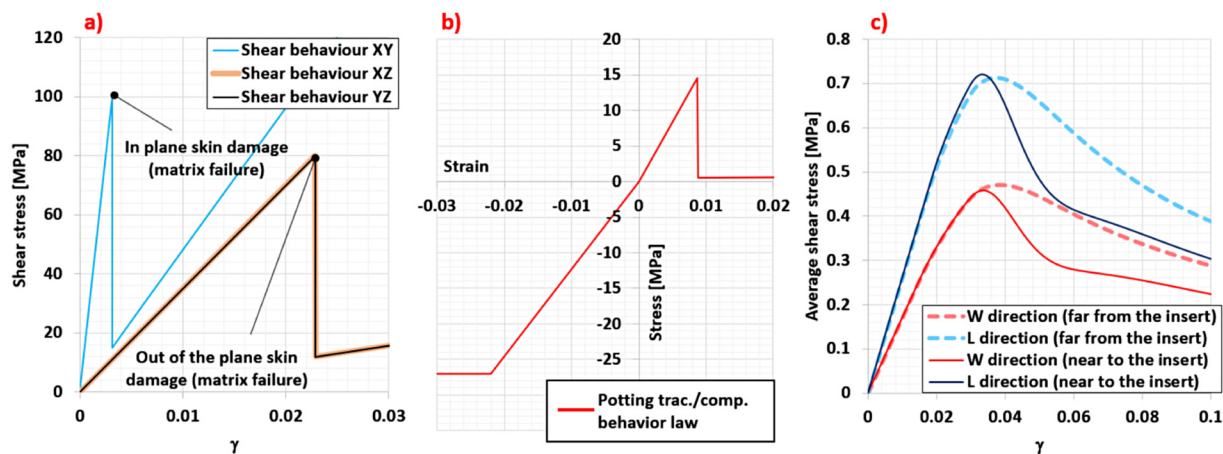 a)
Shear stress [MPa]
120
100
80
60
40
20
0
0
0.01
0.02
0.03
γ
Shear behaviour XY
Shear behaviour XZ
Shear behaviour YZ
In plane skin damage
(matrix failure)
Out of the plane skin
damage (matrix failure)
b)
20
15
10
5
0
-5
-10
-15
-20
-25
Strain
-0.03
-0.02
-0.01
0
0.01
0.02
Stress [MPa]
Potting trac./comp.
behavior law
c)
Average shear stress [MPa]
0.8
0.7
0.6
0.5
0.4
0.3
0.2
0.1
0
0
0.02
0.04
0.06
0.08
0.1
γ
W direction (far from the insert)
L direction (far from the insert)
W direction (near to the insert)
L direction (near to the insert)